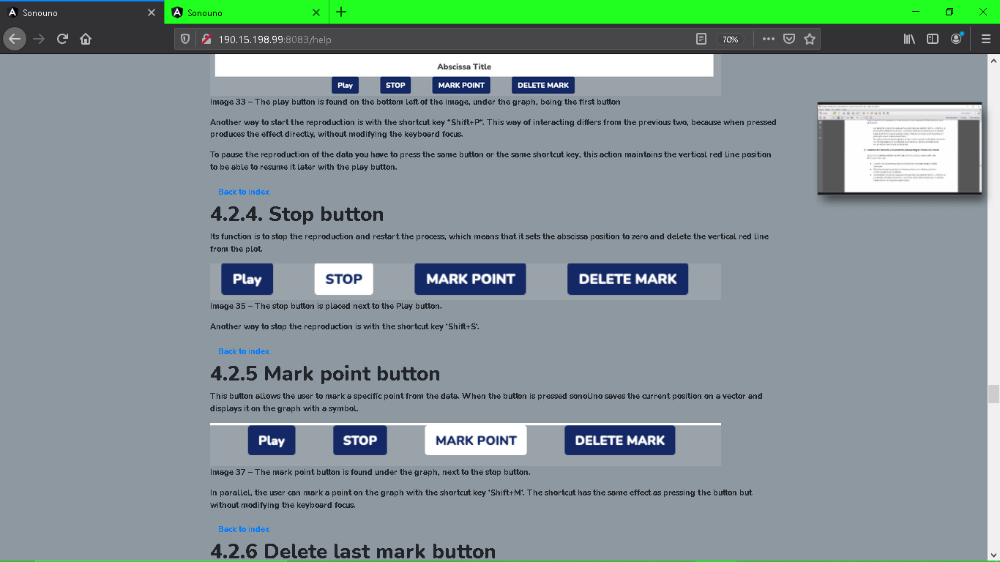 Sonouno
Sonouno
190.15.198.99:8083/help
70%
Abscissa Title
Play STOP MARK POINT DELETE MARK
Image 33 – The play button is found on the bottom left of the image, under the graph, being the first button
Another way to start the reproduction is with the shortcut key "Shift+P". This way of interacting differs from the previous two, because when pressed
produces the effect directly, without modifying the keyboard focus.
To pause the reproduction of the data you have to press the same button or the same shortcut key, this action maintains the vertical red line position
to be able to resume it later with the play button.
Back to index
4.2.4. Stop button
Its function is to stop the reproduction and restart the process, which means that it sets the abscissa position to zero and delete the vertical red line
from the plot.
Play STOP MARK POINT DELETE MARK
Image 35 – The stop button is placed next to the Play button.
Another way to stop the reproduction is with the shortcut key 'Shift+S'.
Back to index
4.2.5 Mark point button
This button allows the user to mark a specific point from the data. When the button is pressed sonoUno saves the current position on a vector and
displays it on the graph with a symbol.
Play STOP MARK POINT DELETE MARK
Image 37 – The mark point button is found under the graph, next to the stop button.
In parallel, the user can mark a point on the graph with the shortcut key 'Shift+M'. The shortcut has the same effect as pressing the button but
without modifying the keyboard focus.
Back to index
4.2.6 Delete last mark button